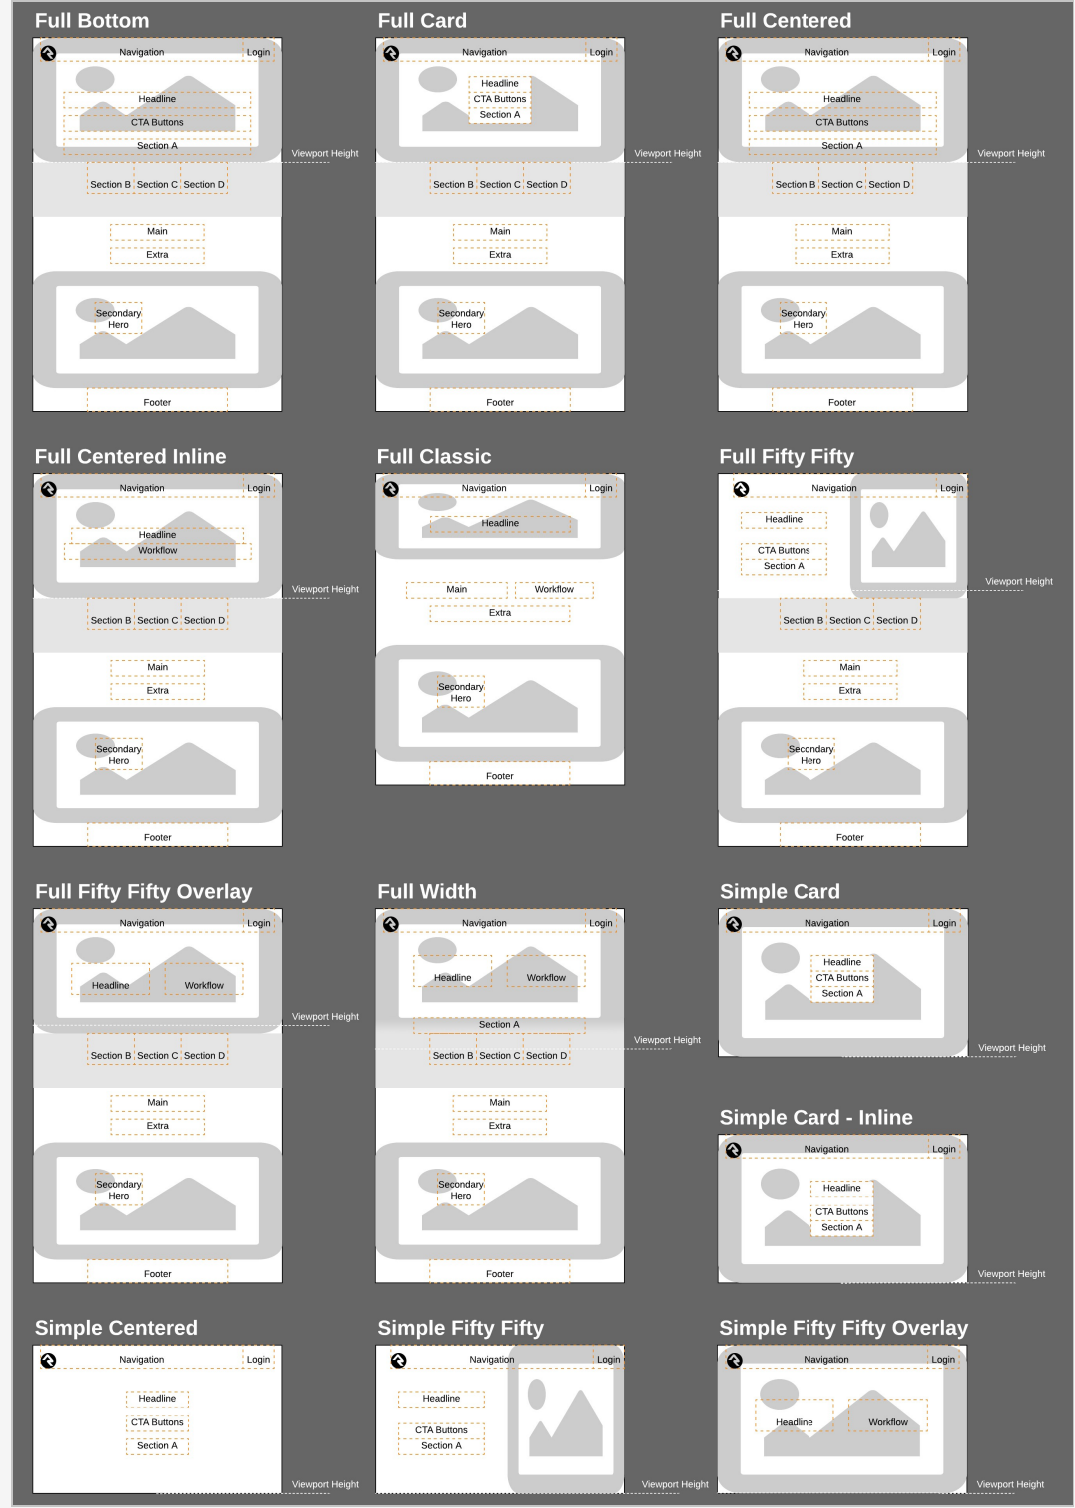 Full Bottom
Navigation
Login
Headline
CTA Buttons
Section A
Viewport Height
Section B
Section C
Section D
Main
Extra
Secondary
Hero
Footer
Full Card
Navigation
Login
Headline
CTA Buttons
Section A
Viewport Height
Section B
Section C
Section D
Main
Extra
Secondary
Hero
Footer
Full Centered
Navigation
Login
Headline
CTA Buttons
Section A
Viewport Height
Section B
Section C
Section D
Main
Extra
Secondary
Hero
Footer
Full Centered Inline
Navigation
Login
Headline
Workflow
Viewport Height
Section B
Section C
Section D
Main
Extra
Secondary
Hero
Footer
Full Classic
Navigation
Login
Headline
Main
Workflow
Extra
Secondary
Hero
Footer
Full Fifty Fifty
Navigation
Login
Headline
CTA Buttons
Section A
Viewport Height
Section B
Section C
Section D
Main
Extra
Secondary
Hero
Footer
Full Fifty Fifty Overlay
Navigation
Login
Headline
Workflow
Viewport Height
Section B
Section C
Section D
Main
Extra
Secondary
Hero
Footer
Full Width
Navigation
Login
Headline
Workflow
Section A
Viewport Height
Section B
Section C
Section D
Main
Extra
Secondary
Hero
Footer
Simple Card
Navigation
Login
Headline
CTA Buttons
Section A
Viewport Height
Simple Card - Inline
Navigation
Login
Headline
CTA Buttons
Section A
Viewport Height
Simple Centered
Navigation
Login
Headline
CTA Buttons
Section A
Viewport Height
Simple Fifty Fifty
Navigation
Login
Headline
CTA Buttons
Section A
Viewport Height
Simple Fifty Fifty Overlay
Navigation
Login
Headline
Workflow
Viewport Height